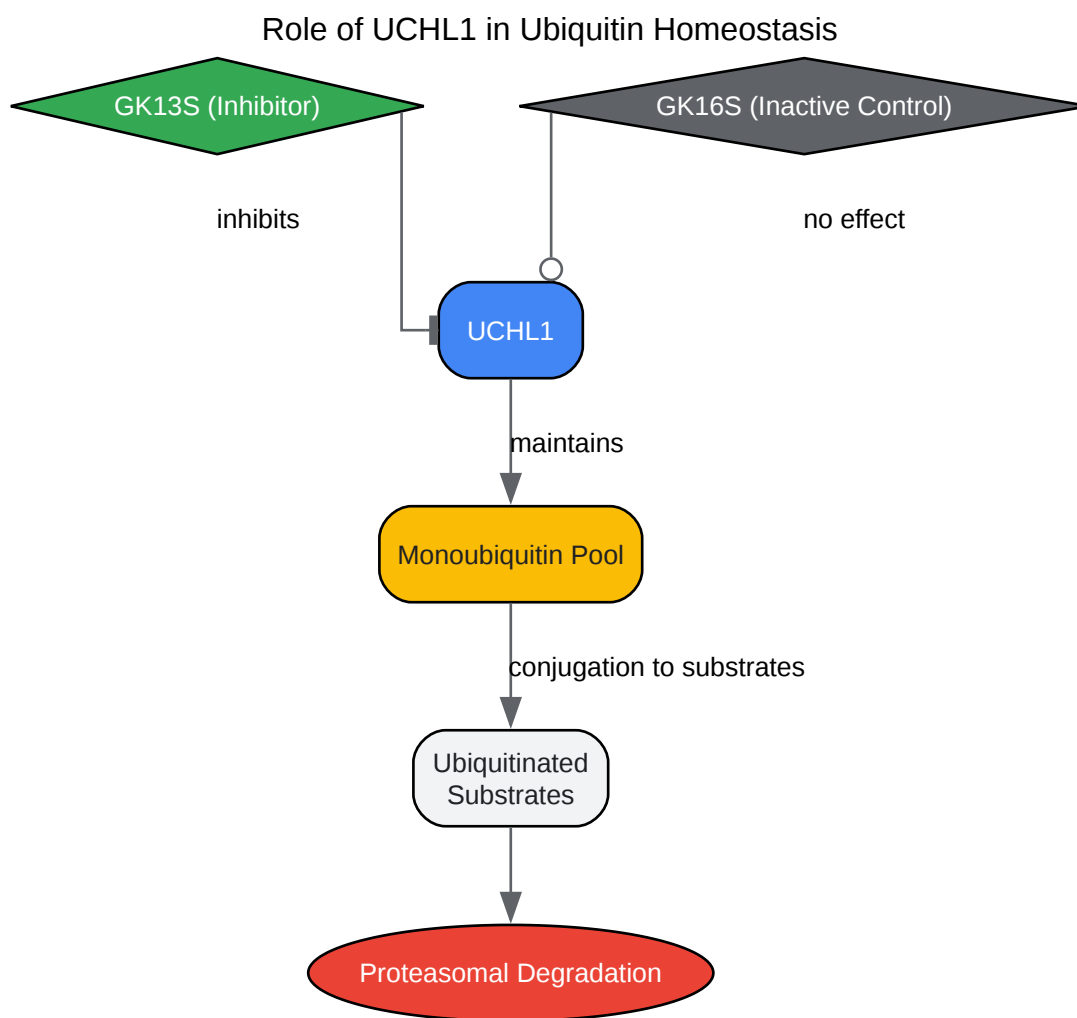 Role of UCHL1 in Ubiquitin Homeostasis
GK13S (Inhibitor)
GK16S (Inactive Control)
inhibits
no effect
UCHL1
maintains
Monoubiquitin Pool
conjugation to substrates
Ubiquitinated
Substrates
Proteasomal Degradation